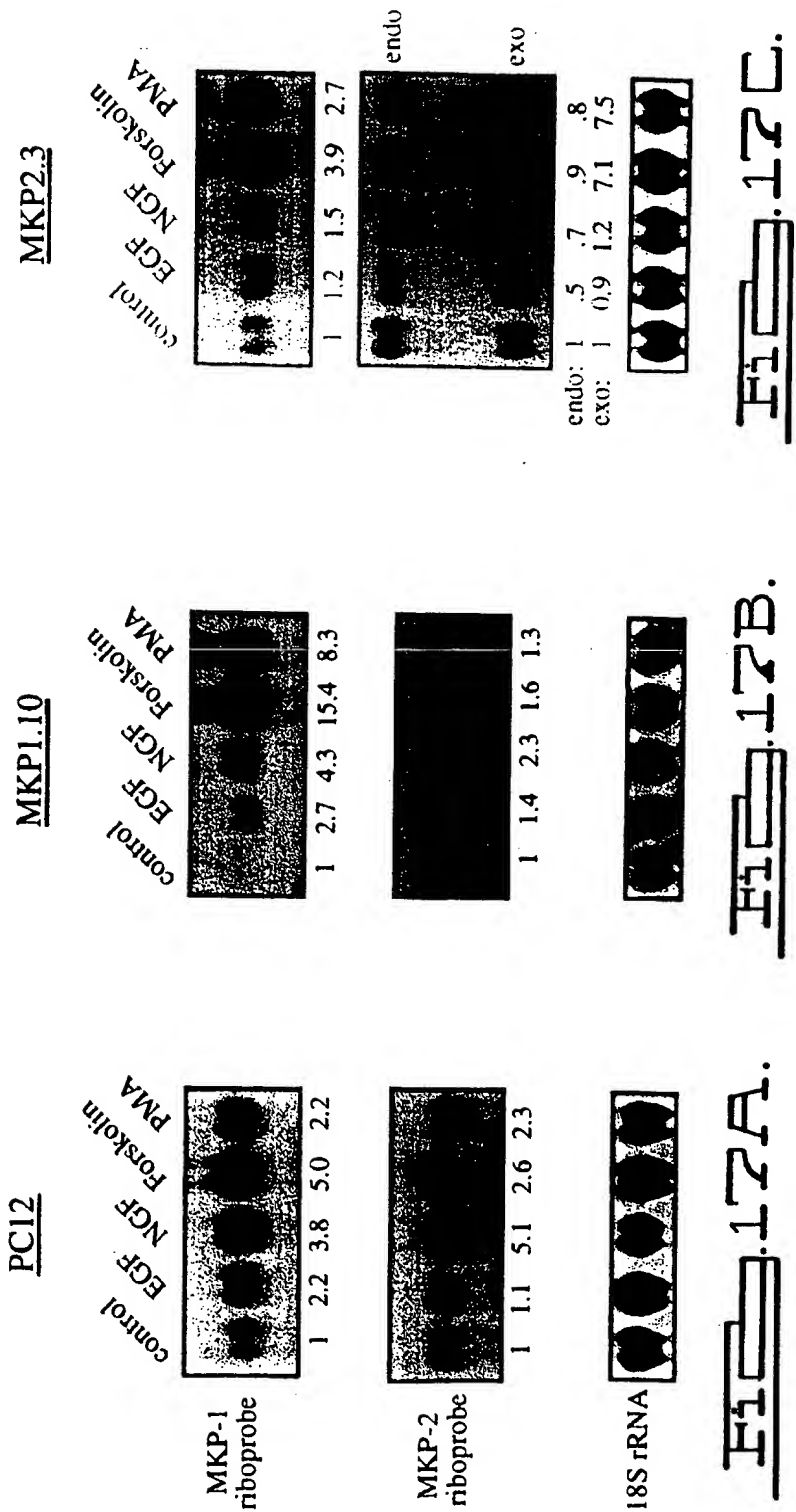 PC12
control EGF NGF Forskolin PMA
MKP-1
riboprobe
1 2.2 3.8 5.0 2.2
MKP-2
riboprobe
1 1.1 5.1 2.6 2.3
18S rRNA
Fig. 17A.
MKP1.10
control EGF NGF Forskolin PMA
1 2.7 4.3 15.4 8.3
1 1.4 2.3 1.6 1.3
Fig. 17B.
MKP2.3
control EGF NGF Forskolin PMA
1 1.2 1.5 3.9 2.7
endo
exo
endo: 1 .5 .7 .9 .8
exo: 1 0.9 1.2 7.1 7.5
Fig. 17C.